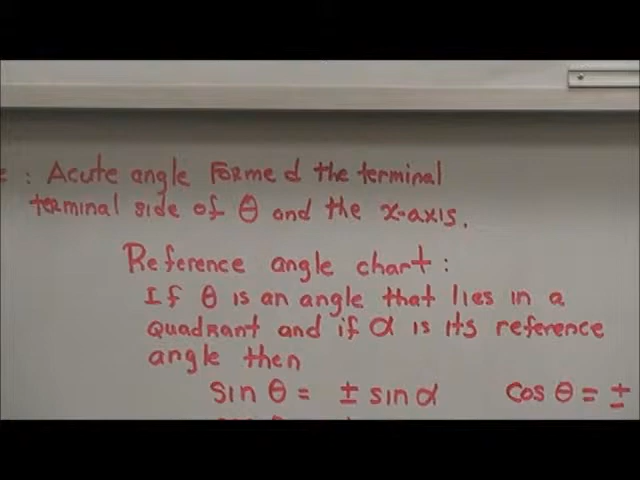 : Acute angle Formed the terminal
terminal side of θ and the x-axis.
Reference angle chart:
If θ is an angle that lies in a
quadrant and if α is its reference
angle then
sin θ = ± sin α cos θ = ±